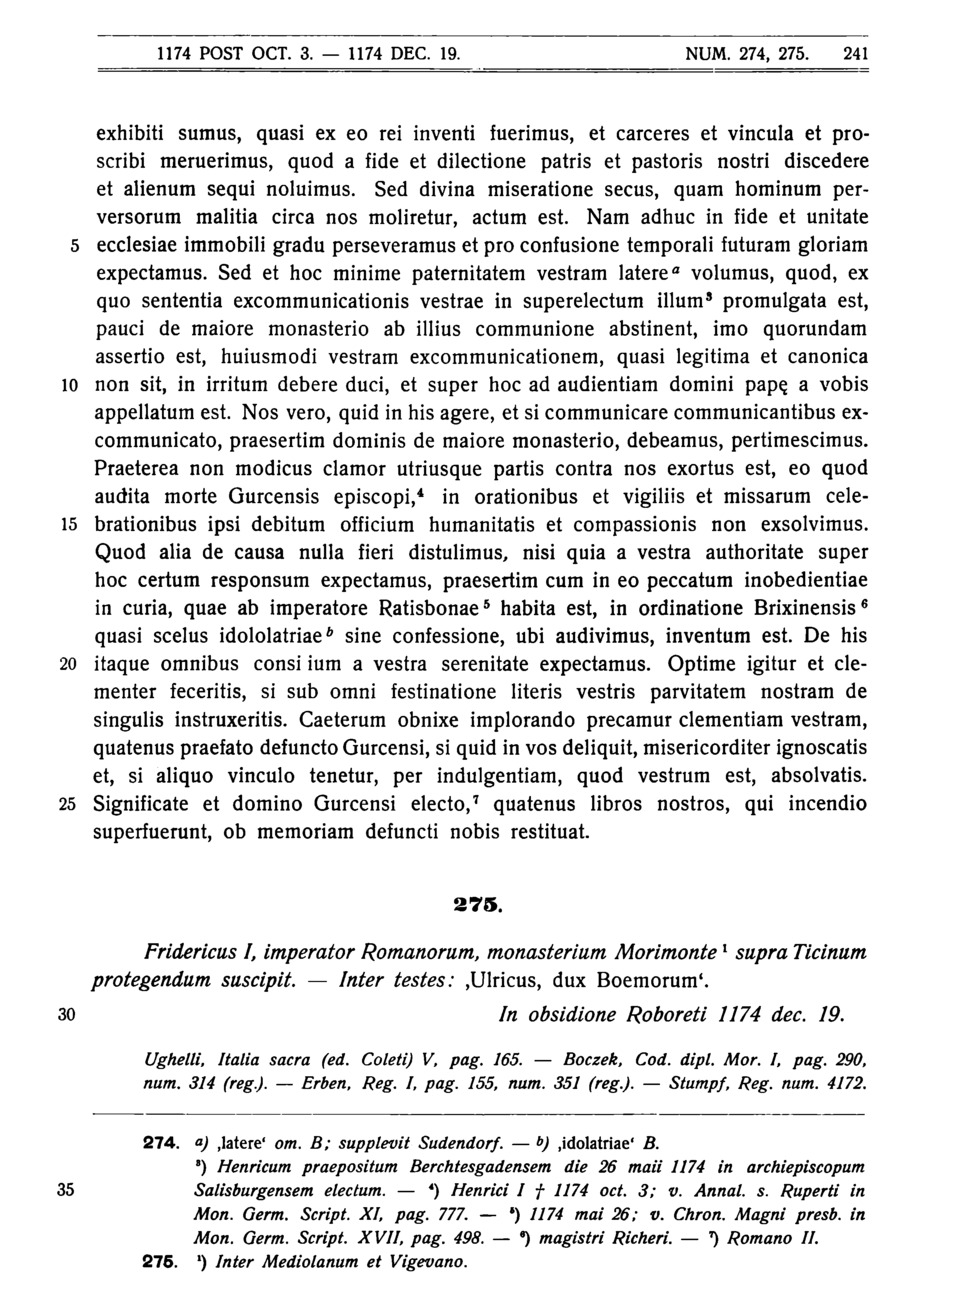 1174 POST OCT. 3. — 1174 DEC. 19. NUM. 274, 275. 241
exhibiti sumus, quasi ex eo rei inventi fuerimus, et carceres et vincula et pro-
scribi meruerimus, quod a fide et dilectione patris et pastoris nostri discedere
et alienum sequi noluimus. Sed divina miseratione secus, quam hominum per-
versorum malitia circa nos moliretur, actum est. Nam adhuc in fide et unitate
5 ecclesiae immobili gradu perseveramus et pro confusione temporali futuram gloriam
expectamus. Sed et hoc minime paternitatem vestram latere ᵃ volumus, quod, ex
quo sententia excommunicationis vestrae in superelectum illum ³ promulgata est,
pauci de maiore monasterio ab illius communione abstinent, imo quorundam
assertio est, huiusmodi vestram excommunicationem, quasi legitima et canonica
10 non sit, in irritum debere duci, et super hoc ad audientiam domini papę a vobis
appellatum est. Nos vero, quid in his agere, et si communicare communicantibus ex-
communicato, praesertim dominis de maiore monasterio, debeamus, pertimescimus.
Praeterea non modicus clamor utriusque partis contra nos exortus est, eo quod
audita morte Gurcensis episcopi,⁴ in orationibus et vigiliis et missarum cele-
15 brationibus ipsi debitum officium humanitatis et compassionis non exsolvimus.
Quod alia de causa nulla fieri distulimus, nisi quia a vestra authoritate super
hoc certum responsum expectamus, praesertim cum in eo peccatum inobedientiae
in curia, quae ab imperatore Ratisbonae ⁵ habita est, in ordinatione Brixinensis ⁶
quasi scelus idololatriae ᵇ sine confessione, ubi audivimus, inventum est. De his
20 itaque omnibus consi ium a vestra serenitate expectamus. Optime igitur et cle-
menter feceritis, si sub omni festinatione literis vestris parvitatem nostram de
singulis instruxeritis. Caeterum obnixe implorando precamur clementiam vestram,
quatenus praefato defuncto Gurcensi, si quid in vos deliquit, misericorditer ignoscatis
et, si aliquo vinculo tenetur, per indulgentiam, quod vestrum est, absolvatis.
25 Significate et domino Gurcensi electo,⁷ quatenus libros nostros, qui incendio
superfuerunt, ob memoriam defuncti nobis restituat.
275.
Fridericus I, imperator Romanorum, monasterium Morimonte ¹ supra Ticinum
protegendum suscipit. — Inter testes: ‚Ulricus, dux Boemorum‘.
30 In obsidione Roboreti 1174 dec. 19.
Ughelli, Italia sacra (ed. Coleti) V, pag. 165. — Boczek, Cod. dipl. Mor. I, pag. 290,
num. 314 (reg.). — Erben, Reg. I, pag. 155, num. 351 (reg.). — Stumpf, Reg. num. 4172.
274. ᵃ) ‚latere‘ om. B; supplevit Sudendorf. — ᵇ) ‚idolatriae‘ B.
³) Henricum praepositum Berchtesgadensem die 26 maii 1174 in archiepiscopum
35 Salisburgensem electum. — ⁴) Henrici I † 1174 oct. 3; v. Annal. s. Ruperti in
Mon. Germ. Script. XI, pag. 777. — ⁵) 1174 mai 26; v. Chron. Magni presb. in
Mon. Germ. Script. XVII, pag. 498. — ⁶) magistri Richeri. — ⁷) Romano II.
275. ¹) Inter Mediolanum et Vigevano.